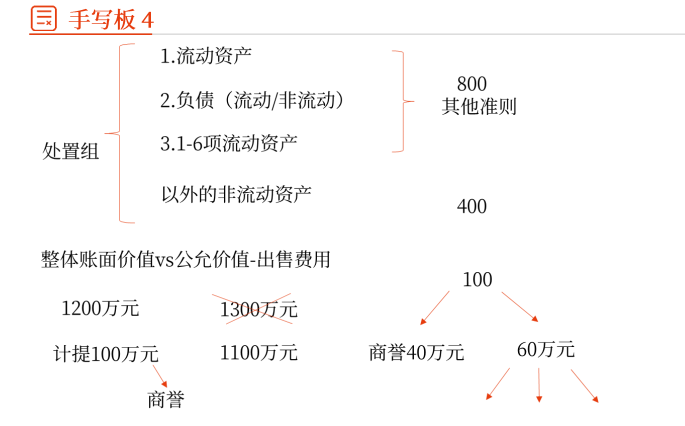 手写板 4
1.流动资产
2.负债（流动/非流动）
800
其他准则
3.1-6项流动资产
处置组
以外的非流动资产
400
整体账面价值vs公允价值-出售费用
100
1200万元
1300万元
计提100万元
1100万元
商誉40万元
60万元
商誉